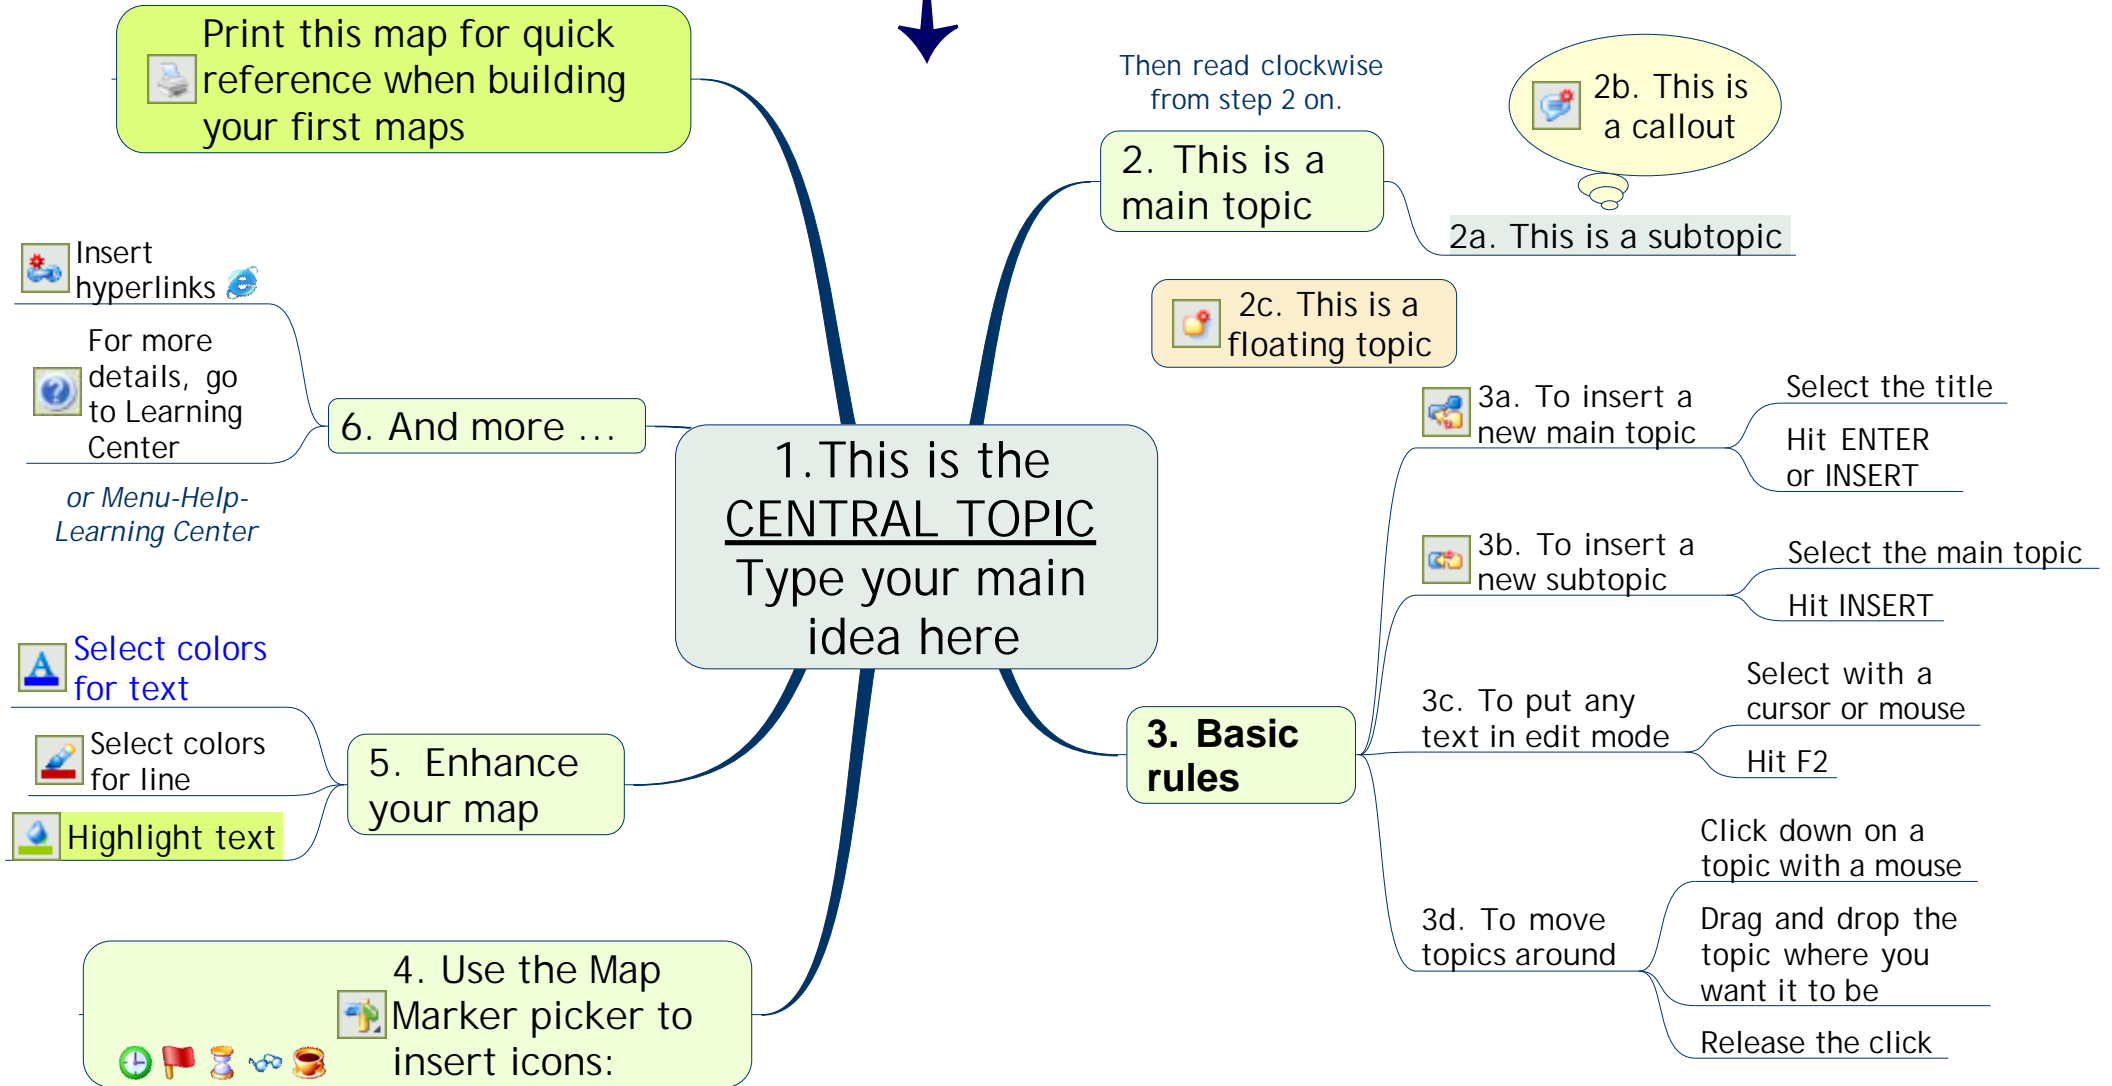 Print this map for quick
reference when building
your first maps
Then read clockwise
from step 2 on.
2. This is a
main topic
2b. This is
a callout
2a. This is a subtopic
2c. This is a
floating topic
1.This is the
CENTRAL TOPIC
Type your main
idea here
3. Basic
rules
3a. To insert a
new main topic
Select the title
Hit ENTER
or INSERT
3b. To insert a
new subtopic
Select the main topic
Hit INSERT
3c. To put any
text in edit mode
Select with a
cursor or mouse
Hit F2
3d. To move
topics around
Click down on a
topic with a mouse
Drag and drop the
topic where you
want it to be
Release the click
4. Use the Map
Marker picker to
insert icons:
5. Enhance
your map
Select colors
for text
Select colors
for line
Highlight text
6. And more ...
Insert
hyperlinks
For more
details, go
to Learning
Center
or Menu-Help-
Learning Center